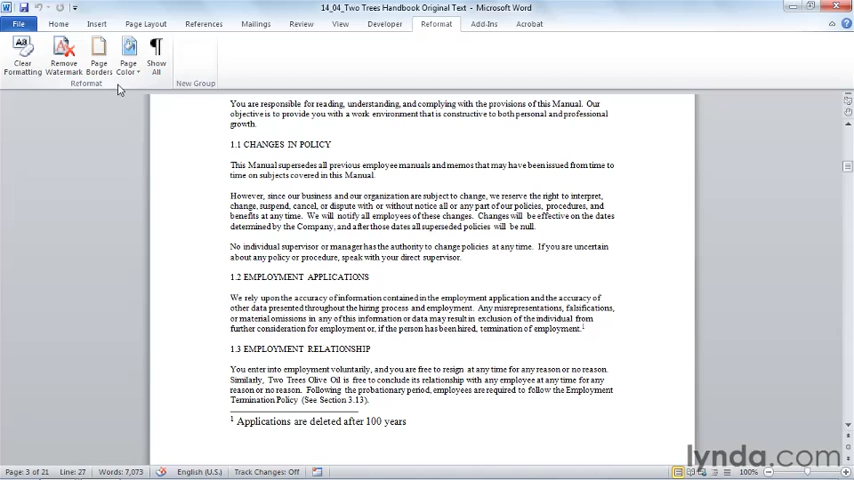 14_04_Two Trees Handbook Original Text - Microsoft Word
File Home Insert Page Layout References Mailings Review View Developer Reformat Add-Ins Acrobat
Clear Formatting
Remove Watermark
Page Borders
Page Color
Show All
Reformat
New Group
You are responsible for reading, understanding, and complying with the provisions of this Manual. Our
objective is to provide you with a work environment that is constructive to both personal and professional
growth.
1.1 CHANGES IN POLICY
This Manual supersedes all previous employee manuals and memos that may have been issued from time to
time on subjects covered in this Manual.
However, since our business and our organization are subject to change, we reserve the right to interpret,
change, suspend, cancel, or dispute with or without notice all or any part of our policies, procedures, and
benefits at any time. We will notify all employees of these changes. Changes will be effective on the dates
determined by the Company, and after those dates all superseded policies will be null.
No individual supervisor or manager has the authority to change policies at any time. If you are uncertain
about any policy or procedure, speak with your direct supervisor.
1.2 EMPLOYMENT APPLICATIONS
We rely upon the accuracy of information contained in the employment application and the accuracy of
other data presented throughout the hiring process and employment. Any misrepresentations, falsifications,
or material omissions in any of this information or data may result in exclusion of the individual from
further consideration for employment or, if the person has been hired, termination of employment.1
1.3 EMPLOYMENT RELATIONSHIP
You enter into employment voluntarily, and you are free to resign at any time for any reason or no reason.
Similarly, Two Trees Olive Oil is free to conclude its relationship with any employee at any time for any
reason or no reason. Following the probationary period, employees are required to follow the Employment
Termination Policy (See Section 3.13).
1 Applications are deleted after 100 years
lynda.com
Page: 3 of 21 Line: 27 Words: 7,073 English (U.S.) Track Changes: Off 100%